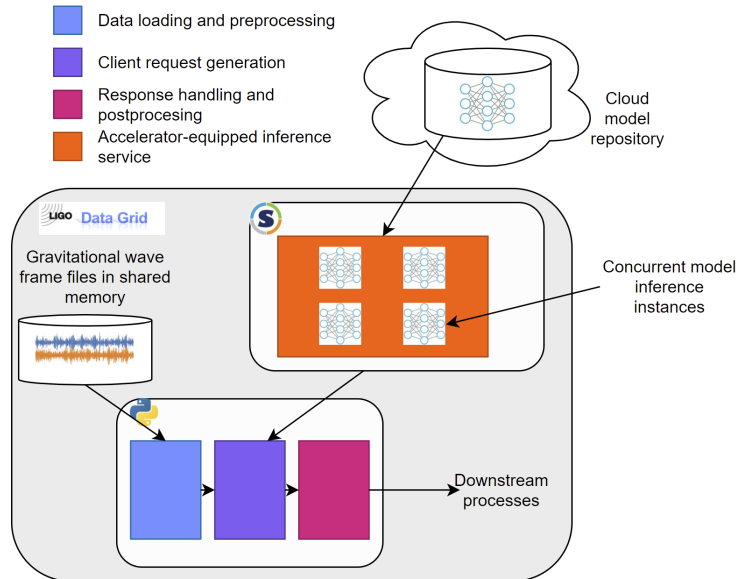 Data loading and preprocessing
Client request generation
Response handling and
postprocesing
Accelerator-equipped inference
service
Cloud
model
repository
LIGO Data Grid
S
Gravitational wave
frame files in shared
memory
Concurrent model
inference
instances
Downstream
processes